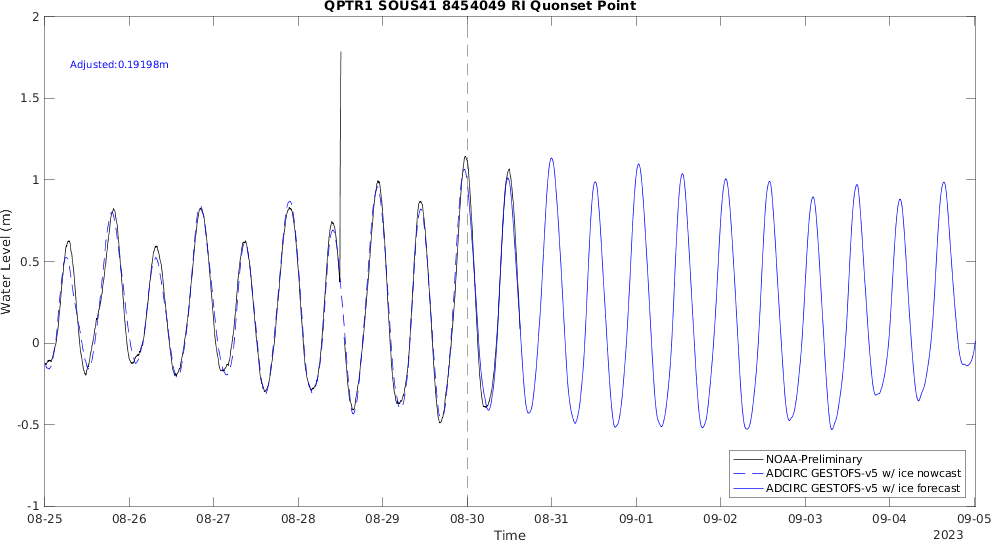 QPTR1 SOUS41 8454049 RI Quonset Point
Adjusted:0.19198m
2
1.5
1
0.5
0
-0.5
-1
Water Level (m)
NOAA-Preliminary
ADCIRC GESTOFS-v5 w/ ice nowcast
ADCIRC GESTOFS-v5 w/ ice forecast
08-25 08-26 08-27 08-28 08-29 08-30 08-31 09-01 09-02 09-03 09-04 09-05
Time
2023